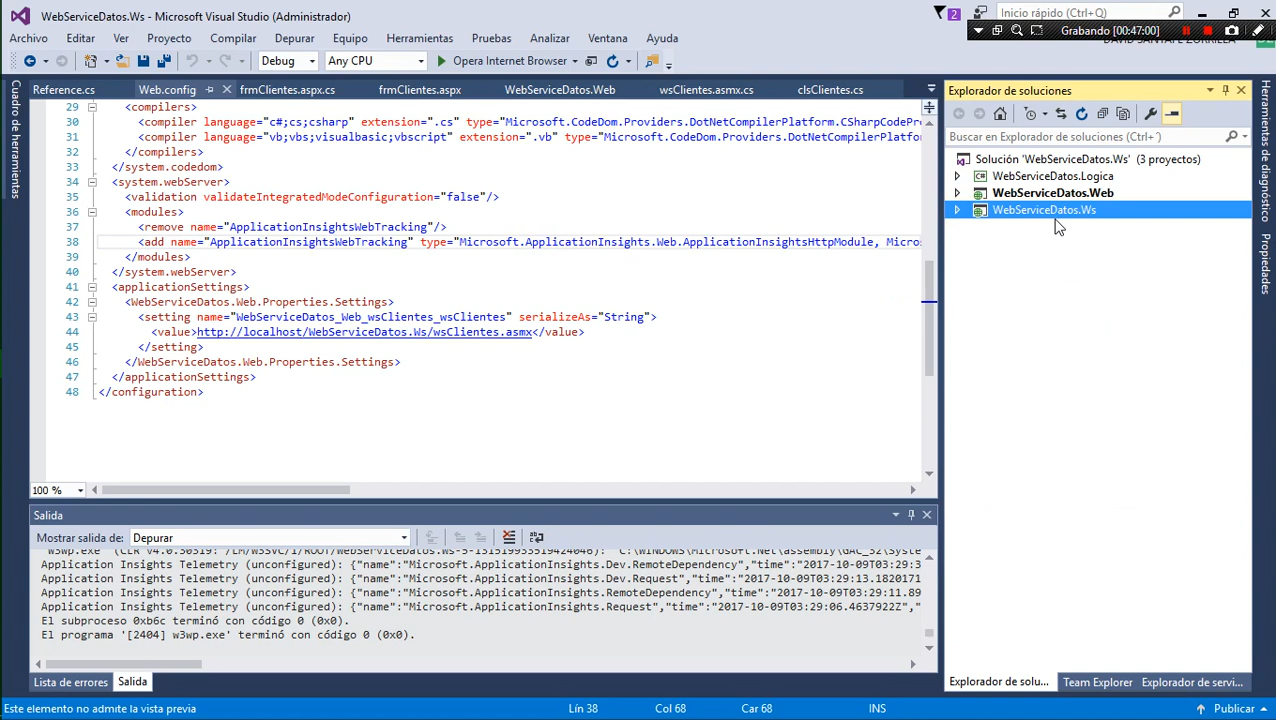 WebServiceDatos.Ws - Microsoft Visual Studio (Administrador)
2
Inicio rápido (Ctrl+Q)
Archivo Editar Ver Proyecto Compilar Depurar Equipo Herramientas Pruebas Analizar Ventana Ayuda
Grabando [00:47:00]
Debug Any CPU Opera Internet Browser
Reference.cs Web.config frmClientes.aspx.cs frmClientes.aspx WebServiceDatos.Web wsClientes.asmx.cs clsClientes.cs
Cuadro de herramientas
29 <compilers>
30 <compiler language="c#;cs;csharp" extension=".cs" type="Microsoft.CodeDom.Providers.DotNetCompilerPlatform.CSharpCodePro
31 <compiler language="vb;vbs;visualbasic;vbscript" extension=".vb" type="Microsoft.CodeDom.Providers.DotNetCompilerPlatfor
32 </compilers>
33 </system.codedom>
34 <system.webServer>
35 <validation validateIntegratedModeConfiguration="false"/>
36 <modules>
37 <remove name="ApplicationInsightsWebTracking"/>
38 <add name="ApplicationInsightsWebTracking" type="Microsoft.ApplicationInsights.Web.ApplicationInsightsHttpModule, Micros
39 </modules>
40 </system.webServer>
41 <applicationSettings>
42 <WebServiceDatos.Web.Properties.Settings>
43 <setting name="WebServiceDatos_Web_wsClientes_wsClientes" serializeAs="String">
44 <value>http://localhost/WebServiceDatos.Ws/wsClientes.asmx</value>
45 </setting>
46 </WebServiceDatos.Web.Properties.Settings>
47 </applicationSettings>
48 </configuration>
100 %
Salida
Mostrar salida de: Depurar
Application Insights Telemetry (unconfigured): {"name":"Microsoft.ApplicationInsights.Dev.RemoteDependency","time":"2017-10-09T03:29:3
Application Insights Telemetry (unconfigured): {"name":"Microsoft.ApplicationInsights.Dev.Request","time":"2017-10-09T03:29:13.1820171
Application Insights Telemetry (unconfigured): {"name":"Microsoft.ApplicationInsights.RemoteDependency","time":"2017-10-09T03:29:11.89
Application Insights Telemetry (unconfigured): {"name":"Microsoft.ApplicationInsights.Request","time":"2017-10-09T03:29:06.4637922Z","
El subproceso 0xb6c terminó con código 0 (0x0).
El programa '[2404] w3wp.exe' terminó con código 0 (0x0).
Lista de errores Salida
Explorador de soluciones
Buscar en Explorador de soluciones (Ctrl+´)
Solución 'WebServiceDatos.Ws' (3 proyectos)
WebServiceDatos.Logica
WebServiceDatos.Web
WebServiceDatos.Ws
Explorador de solu... Team Explorer Explorador de servi...
Herramientas de diagnóstico
Propiedades
Este elemento no admite la vista previa Lín 38 Col 68 Car 68 INS Publicar